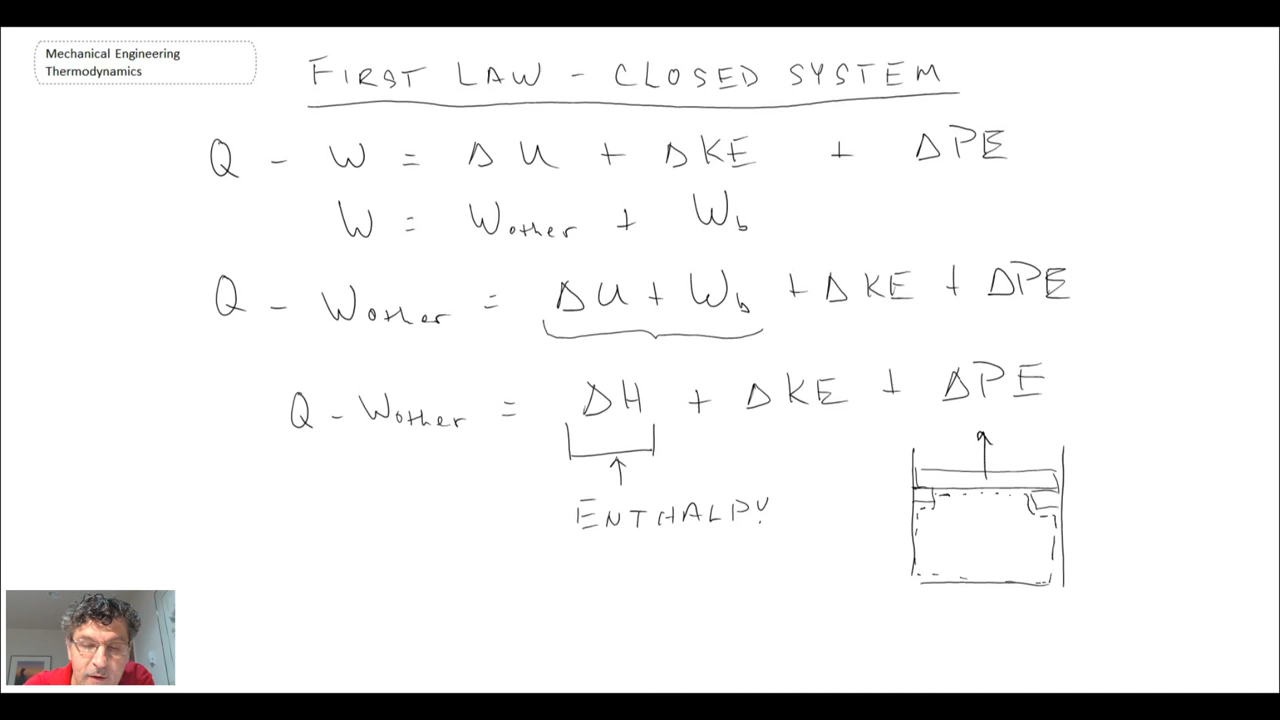 Mechanical Engineering
Thermodynamics
FIRST LAW - CLOSED SYSTEM
Q - W = ΔU + ΔKE + ΔPE
W = Wother + Wb
Q - Wother = ΔU + Wb + ΔKE + ΔPE
Q - Wother = ΔH + ΔKE + ΔPE
ENTHALPY